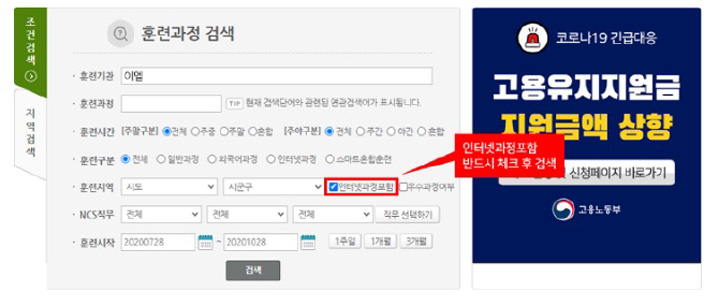 조건검색
지역검색
훈련과정 검색
· 훈련기관 이엘
· 훈련과정 TIP 현재 검색단어와 관련된 연관검색어가 표시됩니다.
· 훈련시간 [주말구분] 전체 주중 주말 혼합 [주야구분] 전체 주간 야간 혼합
· 훈련구분 전체 일반과정 외국어과정 인터넷과정 스마트혼합훈련
· 훈련지역 시도 시군구 인터넷과정포함 우수과정여부
· NCS직무 전체 전체 전체 직무 선택하기
· 훈련시작 20200728 ~ 20201028 1주일 1개월 3개월
검색
인터넷과정포함
반드시 체크 후 검색
코로나19 긴급대응
고용유지지원금
지원금액 상향
및 신청페이지 바로가기
고용노동부